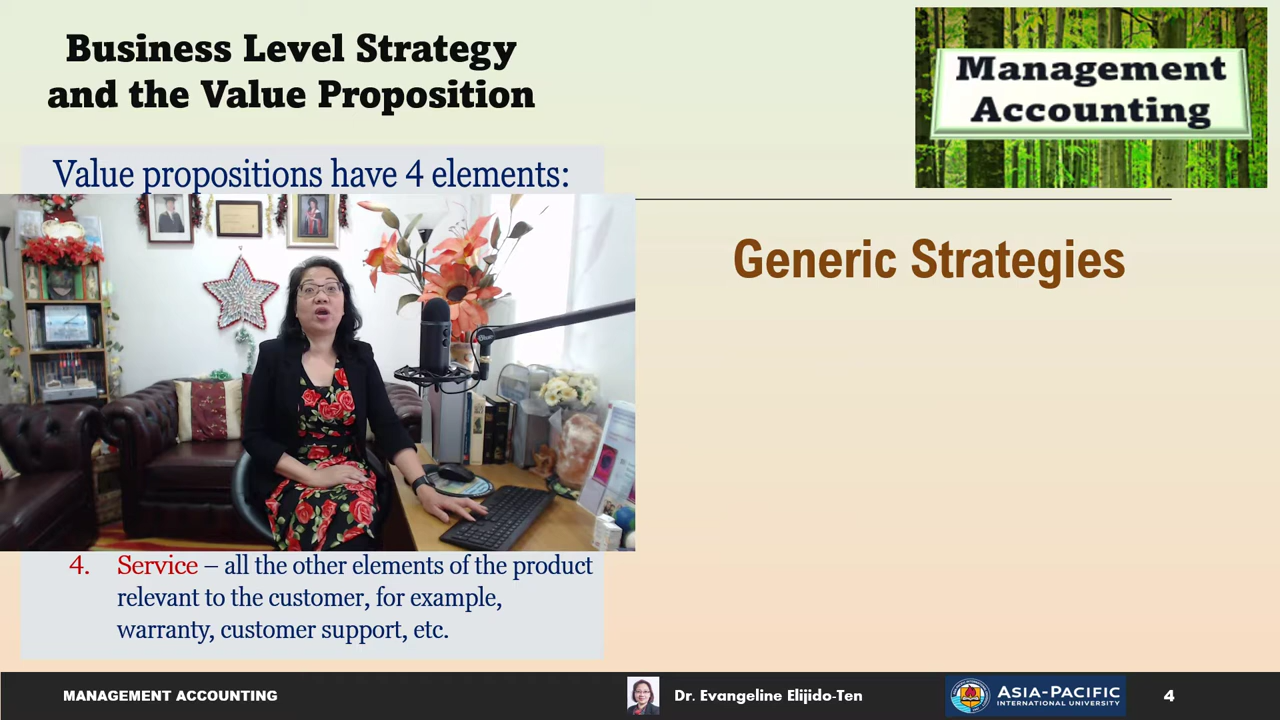 Business Level Strategy
and the Value Proposition
Management
Accounting
Value propositions have 4 elements:
Generic Strategies
4. Service – all the other elements of the product
relevant to the customer, for example,
warranty, customer support, etc.
MANAGEMENT ACCOUNTING
Dr. Evangeline Elijido-Ten
ASIA-PACIFIC
INTERNATIONAL UNIVERSITY
4